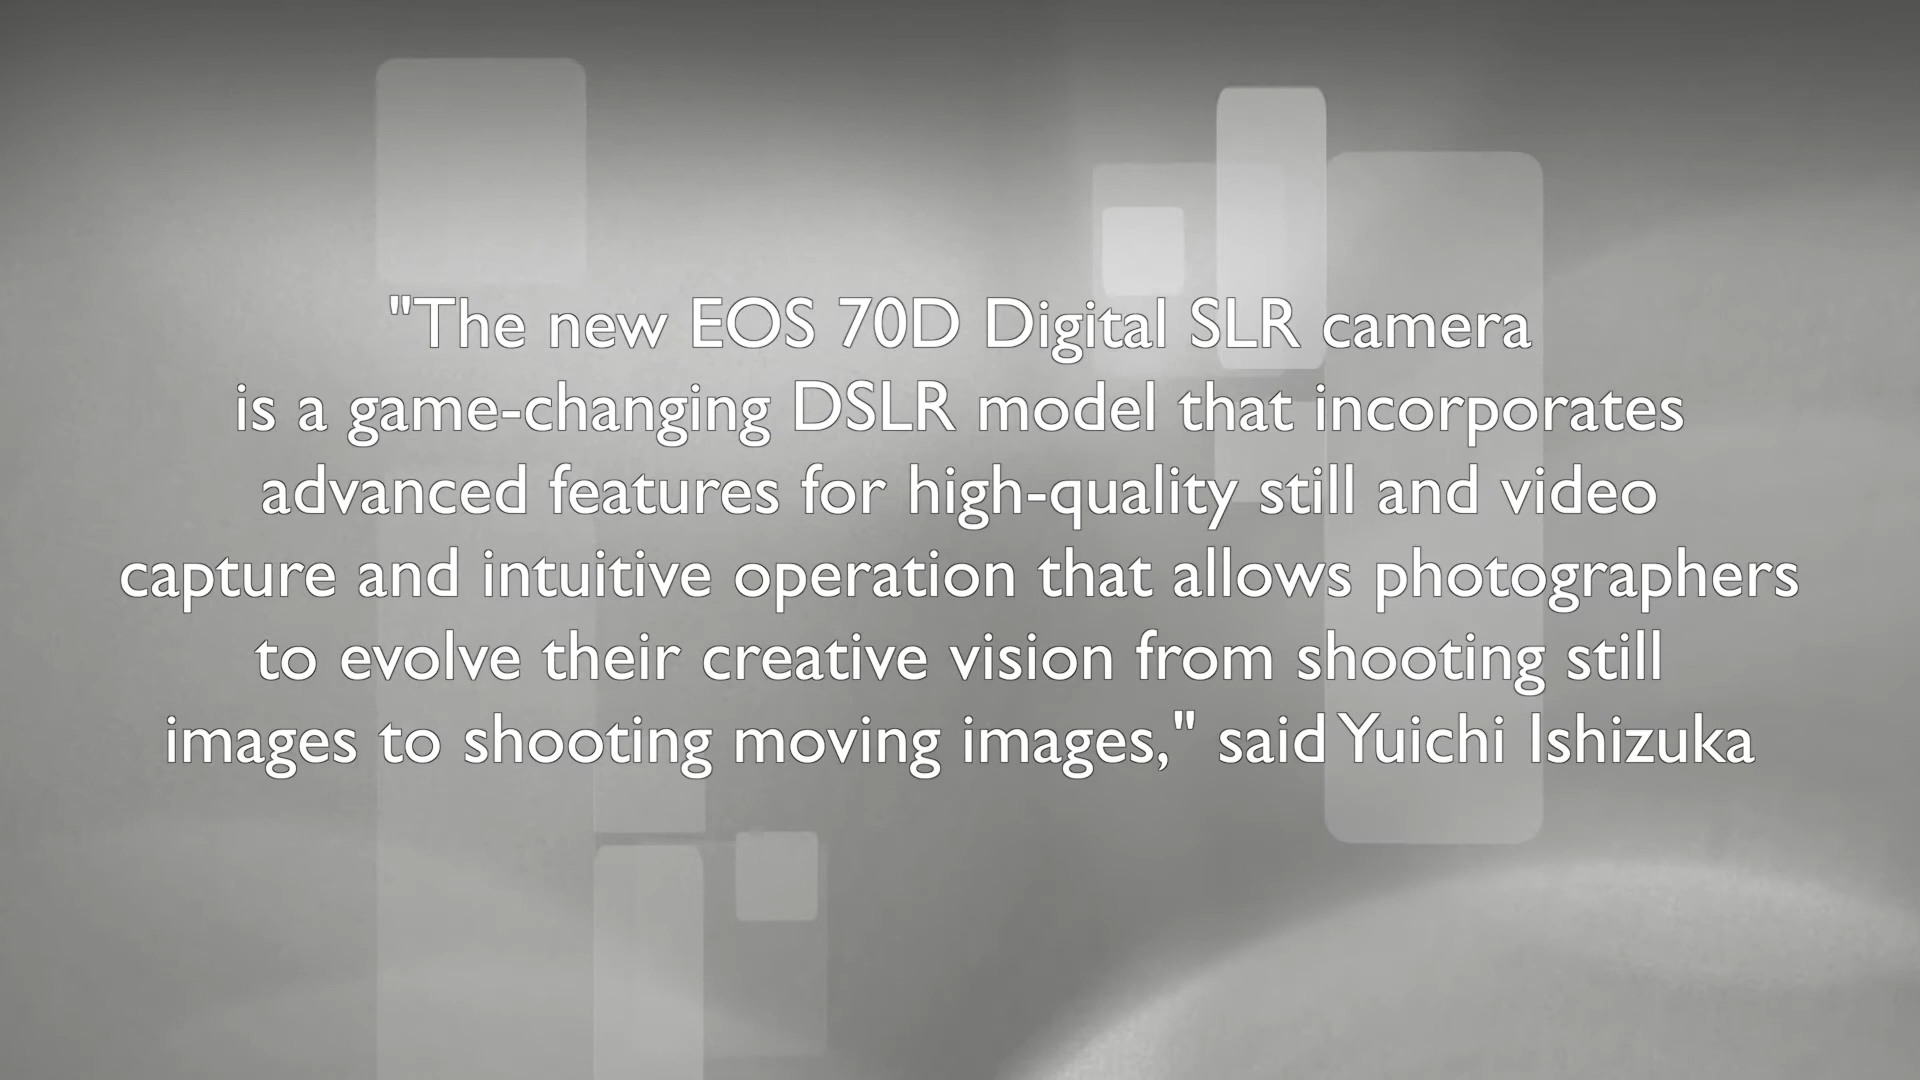 "The new EOS 70D Digital SLR camera
is a game-changing DSLR model that incorporates
advanced features for high-quality still and video
capture and intuitive operation that allows photographers
to evolve their creative vision from shooting still
images to shooting moving images," said Yuichi Ishizuka